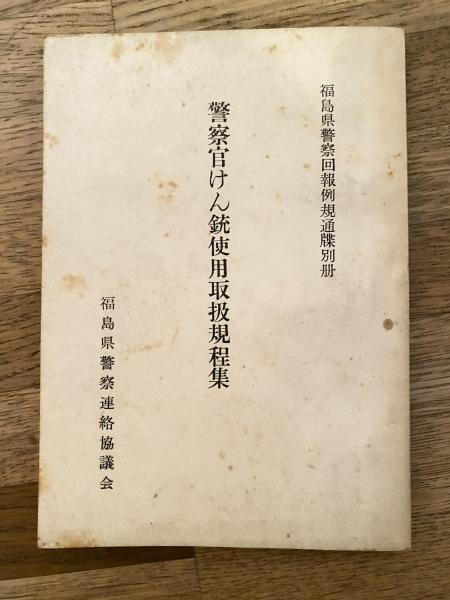 福島県警察回報例規通牒別册
警察官けん銃使用取扱規程集
福島県警察連絡協議会